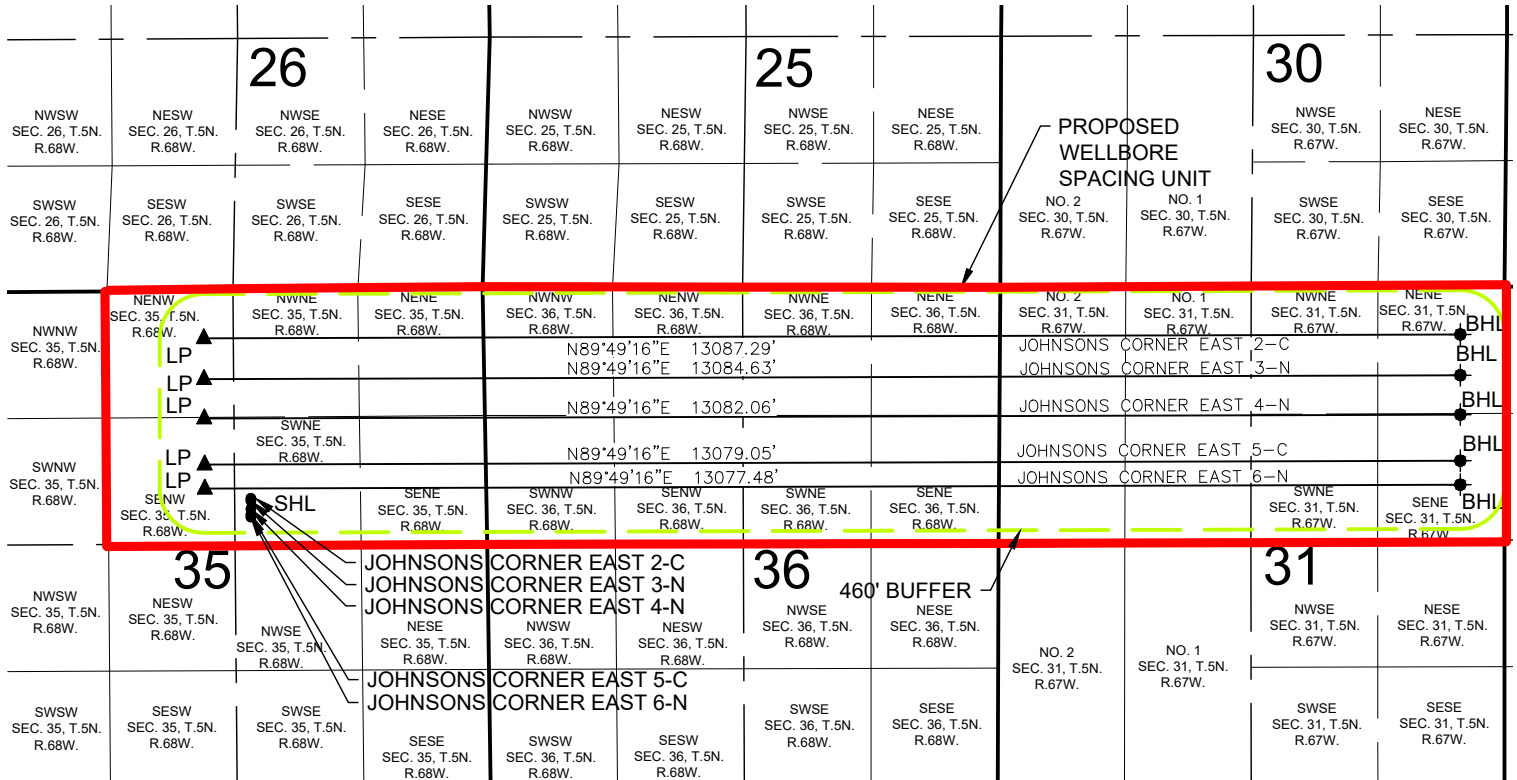 26
25
30
NWSW
SEC. 26, T.5N.
R.68W.
NESW
SEC. 26, T.5N.
R.68W.
NWSE
SEC. 26, T.5N.
R.68W.
NESE
SEC. 26, T.5N.
R.68W.
NWSW
SEC. 25, T.5N.
R.68W.
NESW
SEC. 25, T.5N.
R.68W.
NWSE
SEC. 25, T.5N.
R.68W.
NESE
SEC. 25, T.5N.
R.68W.
PROPOSED
WELLBORE
SPACING UNIT
NWSE
SEC. 30, T.5N.
R.67W.
NESE
SEC. 30, T.5N.
R.67W.
SWSW
SEC. 26, T.5N.
R.68W.
SESW
SEC. 26, T.5N.
R.68W.
SWSE
SEC. 26, T.5N.
R.68W.
SESE
SEC. 26, T.5N.
R.68W.
SWSW
SEC. 25, T.5N.
R.68W.
SESW
SEC. 25, T.5N.
R.68W.
SWSE
SEC. 25, T.5N.
R.68W.
SESE
SEC. 25, T.5N.
R.68W.
NO. 2
SEC. 30, T.5N.
R.67W.
NO. 1
SEC. 30, T.5N.
R.67W.
SWSE
SEC. 30, T.5N.
R.67W.
SESE
SEC. 30, T.5N.
R.67W.
NWNW
SEC. 35, T.5N.
R.68W.
NENW
SEC. 35, T.5N.
R.68W.
NWNE
SEC. 35, T.5N.
R.68W.
NENE
SEC. 35, T.5N.
R.68W.
NWNW
SEC. 36, T.5N.
R.68W.
NENW
SEC. 36, T.5N.
R.68W.
NWNE
SEC. 36, T.5N.
R.68W.
NENE
SEC. 36, T.5N.
R.68W.
NO. 2
SEC. 31, T.5N.
R.67W.
NO. 1
SEC. 31, T.5N.
R.67W.
NWNE
SEC. 31, T.5N.
R.67W.
NENE
SEC. 31, T.5N.
R.67W.
LP
N89°49'16"E 13087.29'
JOHNSONS CORNER EAST 2-C
BHL
LP
N89°49'16"E 13084.63'
JOHNSONS CORNER EAST 3-N
BHL
LP
N89°49'16"E 13082.06'
JOHNSONS CORNER EAST 4-N
BHL
LP
N89°49'16"E 13079.05'
JOHNSONS CORNER EAST 5-C
BHL
LP
N89°49'16"E 13077.48'
JOHNSONS CORNER EAST 6-N
BHL
SWNW
SEC. 35, T.5N.
R.68W.
SENW
SEC. 35, T.5N.
R.68W.
SWNE
SEC. 35, T.5N.
R.68W.
SHL
SENE
SEC. 35, T.5N.
R.68W.
SWNW
SEC. 36, T.5N.
R.68W.
SENW
SEC. 36, T.5N.
R.68W.
SWNE
SEC. 36, T.5N.
R.68W.
SENE
SEC. 36, T.5N.
R.68W.
SWNE
SEC. 31, T.5N.
R.67W.
SENE
SEC. 31, T.5N.
R.67W.
35
36
31
JOHNSONS CORNER EAST 2-C
JOHNSONS CORNER EAST 3-N
JOHNSONS CORNER EAST 4-N
460' BUFFER
NWSW
SEC. 35, T.5N.
R.68W.
NESW
SEC. 35, T.5N.
R.68W.
NWSE
SEC. 35, T.5N.
R.68W.
NESE
SEC. 35, T.5N.
R.68W.
NWSW
SEC. 36, T.5N.
R.68W.
NESW
SEC. 36, T.5N.
R.68W.
NWSE
SEC. 36, T.5N.
R.68W.
NESE
SEC. 36, T.5N.
R.68W.
NO. 2
SEC. 31, T.5N.
R.67W.
NO. 1
SEC. 31, T.5N.
R.67W.
NWSE
SEC. 31, T.5N.
R.67W.
NESE
SEC. 31, T.5N.
R.67W.
JOHNSONS CORNER EAST 5-C
JOHNSONS CORNER EAST 6-N
SWSW
SEC. 35, T.5N.
R.68W.
SESW
SEC. 35, T.5N.
R.68W.
SWSE
SEC. 35, T.5N.
R.68W.
SESE
SEC. 35, T.5N.
R.68W.
SWSW
SEC. 36, T.5N.
R.68W.
SESW
SEC. 36, T.5N.
R.68W.
SWSE
SEC. 36, T.5N.
R.68W.
SESE
SEC. 36, T.5N.
R.68W.
SWSE
SEC. 31, T.5N.
R.67W.
SESE
SEC. 31, T.5N.
R.67W.